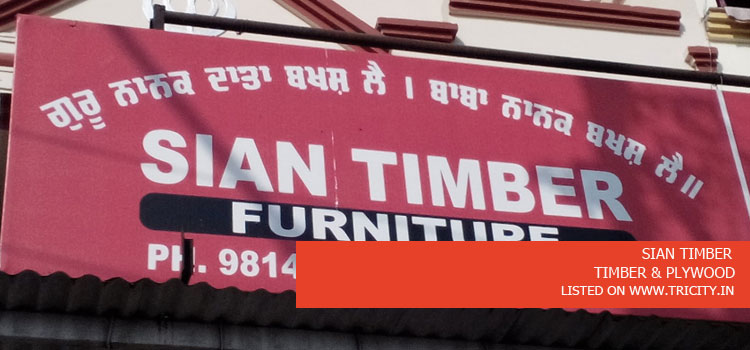 ਗੁਰੂ ਨਾਨਕ ਦਾਤਾ ਬਖਸ਼ ਲੈ । ਬਾਬਾ ਨਾਨਕ ਬਖਸ਼ ਲੈ ॥
SIAN TIMBER
FURNITURE
PH. 9814
SIAN TIMBER
TIMBER & PLYWOOD
LISTED ON WWW.TRICITY.IN